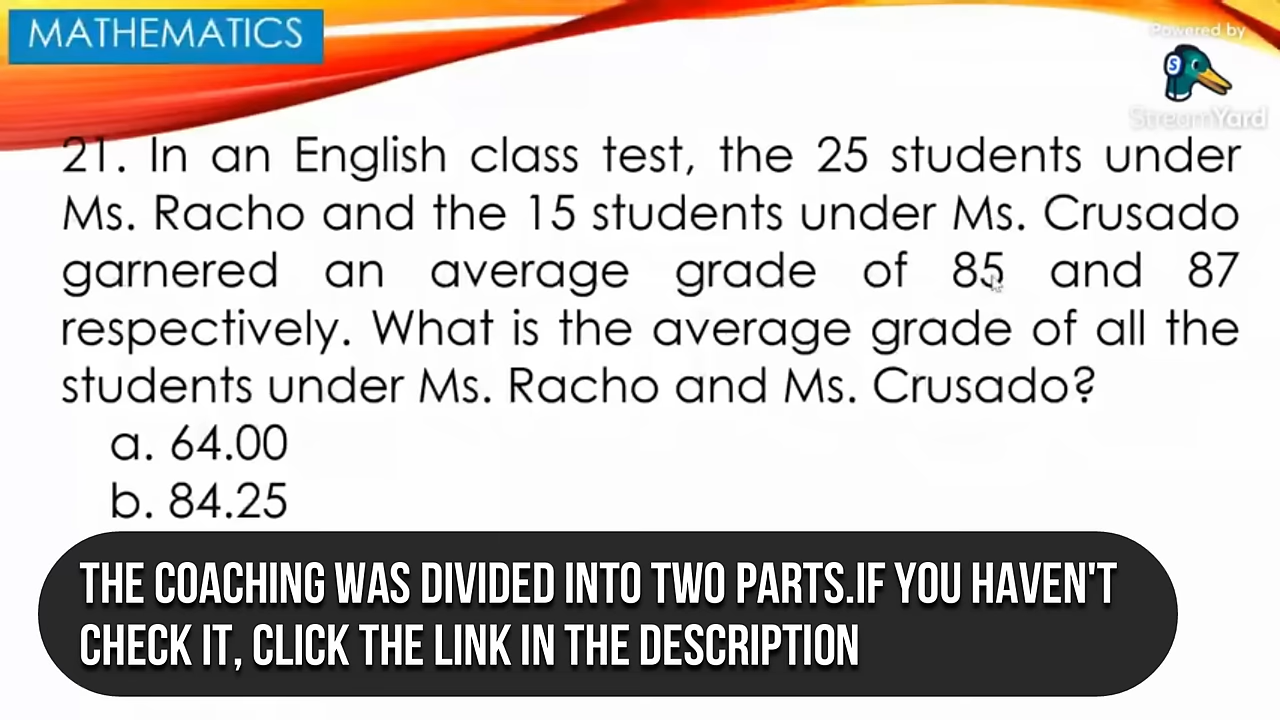 MATHEMATICS
Powered by
S
StreamYard
21. In an English class test, the 25 students under
Ms. Racho and the 15 students under Ms. Crusado
garnered an average grade of 85 and 87
respectively. What is the average grade of all the
students under Ms. Racho and Ms. Crusado?
a. 64.00
b. 84.25
THE COACHING WAS DIVIDED INTO TWO PARTS.IF YOU HAVEN'T
CHECK IT, CLICK THE LINK IN THE DESCRIPTION